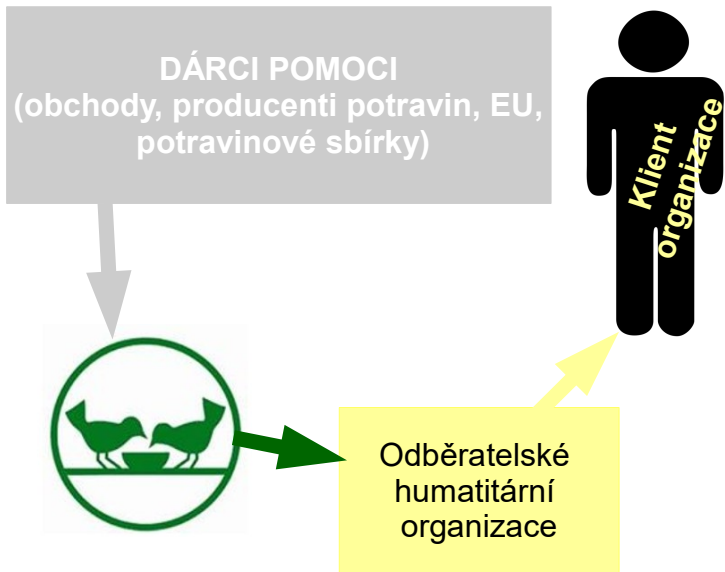 DÁRCI POMOCI
(obchody, producenti potravin, EU,
potravinové sbírky)
Klient
organizace
Odběratelské
humatitární
organizace